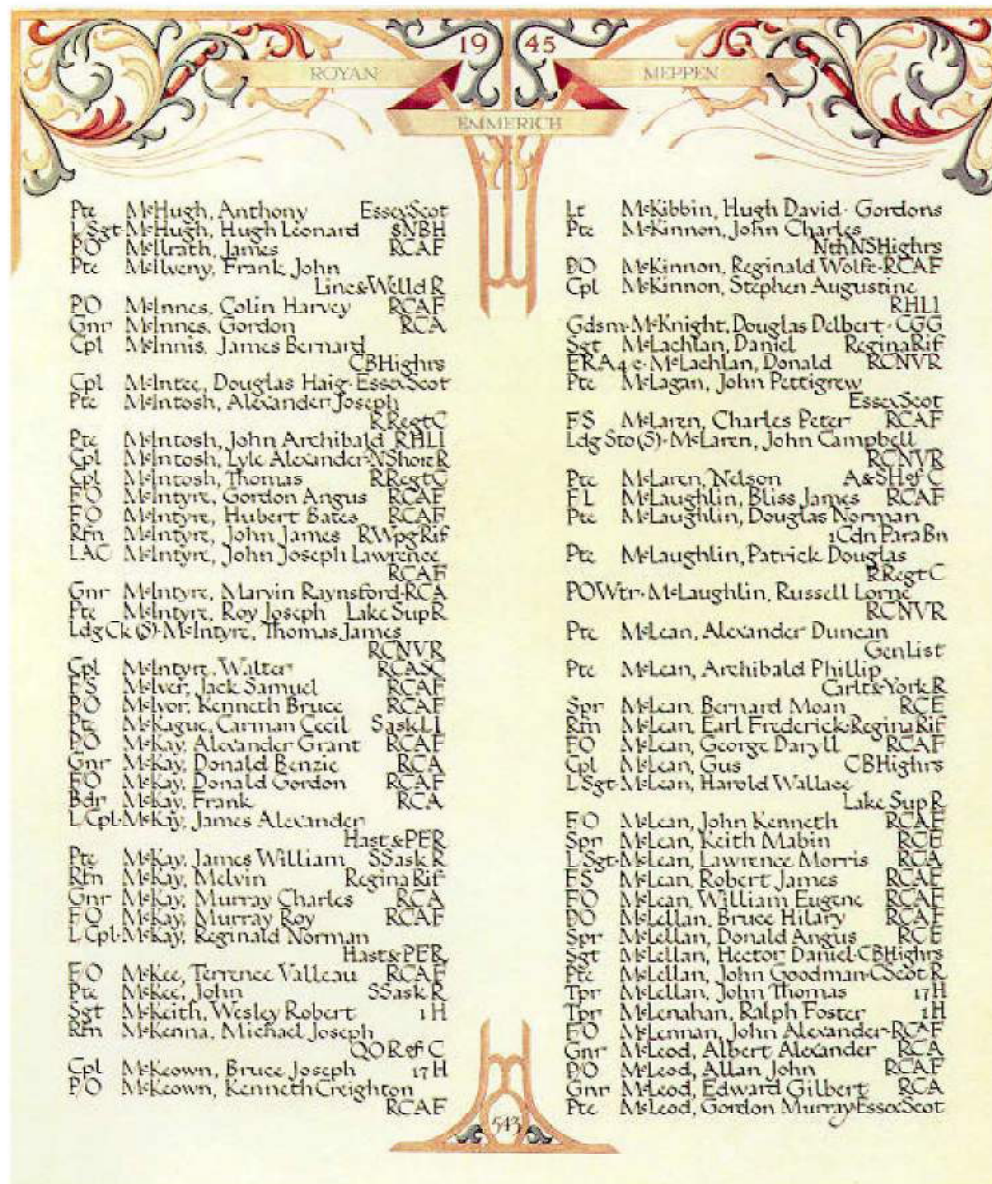 19 45
ROYAN
MEPPEN
EMMERICH
Pte McHugh, Anthony EssexScot
L/Sgt McHugh, Hugh Leonard 8NBH
P/O McIlrath, James RCAF
Pte McIlveny, Frank John
Linc&WelldR
P/O McInnes, Colin Harvey RCAF
Gnr McInnes, Gordon RCA
Cpl McInnis, James Bernard
CBHighrs
Cpl McIntee, Douglas Haig·EssexScot
Pte McIntosh, Alexander Joseph
RRegtC
Pte McIntosh, John Archibald RHLI
Cpl McIntosh, Lyle Alexander·NShoreR
Cpl McIntosh, Thomas RRegtC
F/O McIntyre, Gordon Angus RCAF
F/O McIntyre, Hubert Bates RCAF
Rfn McIntyre, John James RWpgRif
LAC McIntyre, John Joseph Lawrence
RCAF
Gnr McIntyre, Marvin Raynsford·RCA
Pte McIntyre, Roy Joseph LakeSupR
LdgCk(S)·McIntyre, Thomas James
RCNVR
Cpl McIntyre, Walter RCASC
F/S McIver, Jack Samuel RCAF
P/O McIvor, Kenneth Bruce RCAF
Pte McKague, Carman Cecil SaskLI
P/O McKay, Alexander Grant RCAF
Gnr McKay, Donald Benzie RCA
F/O McKay, Donald Gordon RCAF
Bdr McKay, Frank RCA
L/Cpl·McKay, James Alexander
Hast&PER
Pte McKay, James William SSaskR
Rfn McKay, Melvin ReginaRif
Gnr McKay, Murray Charles RCA
F/O McKay, Murray Roy RCAF
L/Cpl·McKay, Reginald Norman
Hast&PER
F/O McKee, Terrence Valleau RCAF
Pte McKee, John SSaskR
Sgt McKeith, Wesley Robert 1H
Rfn McKenna, Michael Joseph
QORofC
Cpl McKeown, Bruce Joseph 17H
P/O McKeown, Kenneth Creighton
RCAF
Lt McKibbin, Hugh David·Gordons
Pte McKinnon, John Charles
NthNSHighrs
P/O McKinnon, Reginald Wolfe·RCAF
Cpl McKinnon, Stephen Augustine
RHLI
Gdsm·McKnight, Douglas Delbert·CGG
Sgt McLachlan, Daniel ReginaRif
ERA4c·McLachlan, Donald RCNVR
Pte McLagan, John Pettigrew
EssexScot
F/S McLaren, Charles Peter RCAF
LdgSto(S)·McLaren, John Campbell
RCNVR
Pte McLaren, Nelson A&SHofC
F/L McLaughlin, Bliss James RCAF
Pte McLaughlin, Douglas Norman
1CdnParaBn
Pte McLaughlin, Patrick Douglas
RRegtC
POWtr·McLaughlin, Russell Lorne
RCNVR
Pte McLean, Alexander Duncan
GenList
Pte McLean, Archibald Phillip
Carlt&YorkR
Spr McLean, Bernard Moan RCE
Rfn McLean, Earl Frederick·ReginaRif
F/O McLean, George Daryll RCAF
Cpl McLean, Gus CBHighrs
L/Sgt·McLean, Harold Wallace
LakeSupR
F/O McLean, John Kenneth RCAF
Spr McLean, Keith Mabin RCE
L/Sgt·McLean, Lawrence Morris RCA
F/S McLean, Robert James RCAF
F/O McLean, William Eugene RCAF
P/O McLellan, Bruce Hilary RCAF
Spr McLellan, Donald Angus RCE
Sgt McLellan, Hector Daniel·CBHighrs
Pte McLellan, John Goodman·CScotR
Tpr McLellan, John Thomas 17H
Tpr McLenahan, Ralph Foster 1H
F/O McLennan, John Alexander·RCAF
Gnr McLeod, Albert Alexander RCA
P/O McLeod, Allan John RCAF
Gnr McLeod, Edward Gilbert RCA
Pte McLeod, Gordon Murray·EssexScot
543